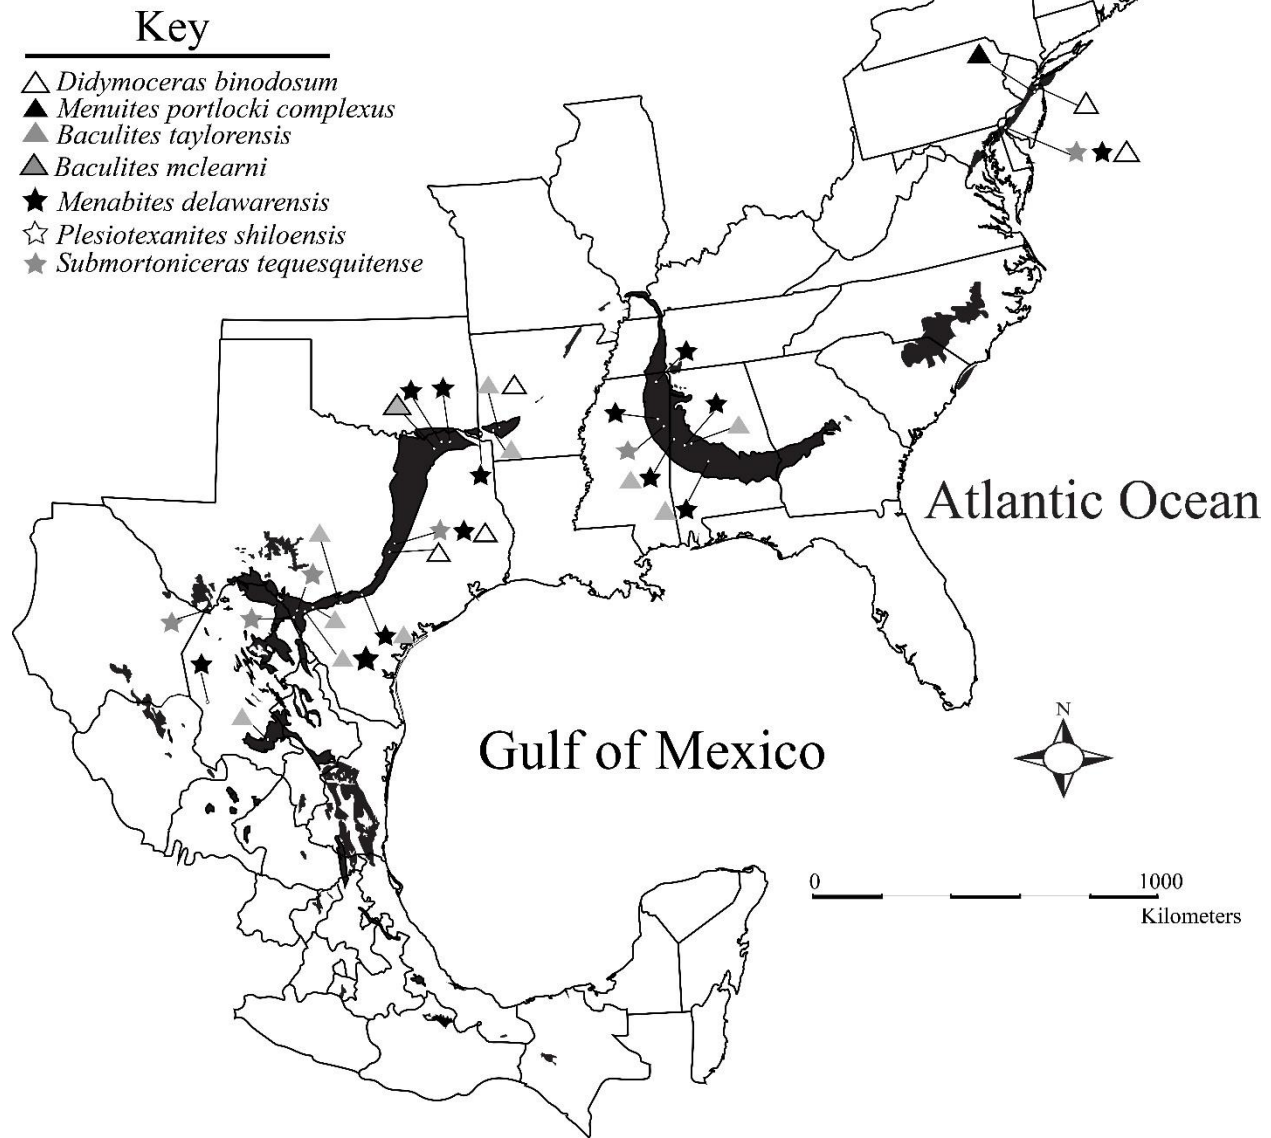 Key
Didymoceras binodosum
Menuites portlocki complexus
Baculites taylorensis
Baculites mclearni
Menabites delawarensis
Plesiotexanites shiloensis
Submortoniceras tequesquitense
Atlantic Ocean
Gulf of Mexico
N
0 1000
Kilometers